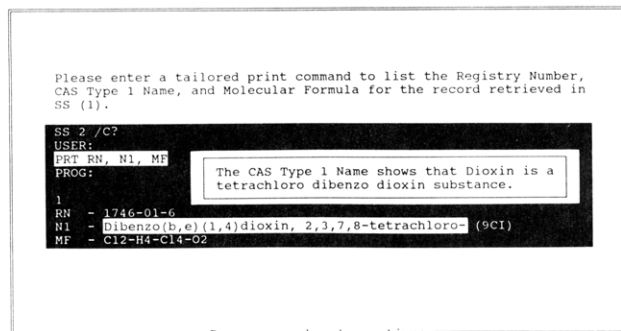 Please enter a tailored print command to list the Registry Number,
CAS Type 1 Name, and Molecular Formula for the record retrieved in
SS (1).
SS 2 /C?
USER:
PRT RN, N1, MF
PROG:
The CAS Type 1 Name shows that Dioxin is a
tetrachloro dibenzo dioxin substance.
1
RN - 1746-01-6
N1 - Dibenzo(b,e)(1,4)dioxin, 2,3,7,8-tetrachloro- (9CI)
MF - C12-H4-Cl4-O2